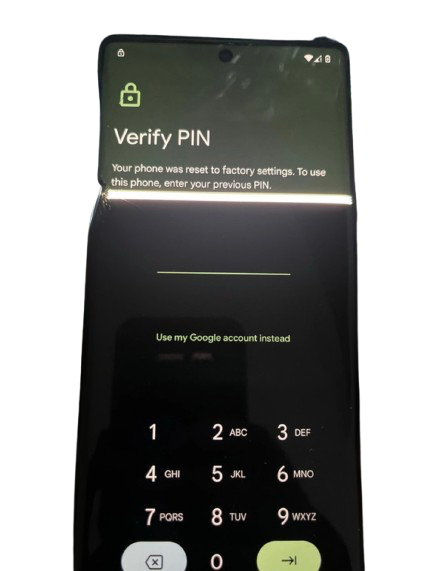 Verify PIN
Your phone was reset to factory settings. To use
this phone, enter your previous PIN.
Use my Google account instead
1 2 ABC 3 DEF
4 GHI 5 JKL 6 MNO
7 PQRS 8 TUV 9 WXYZ
0